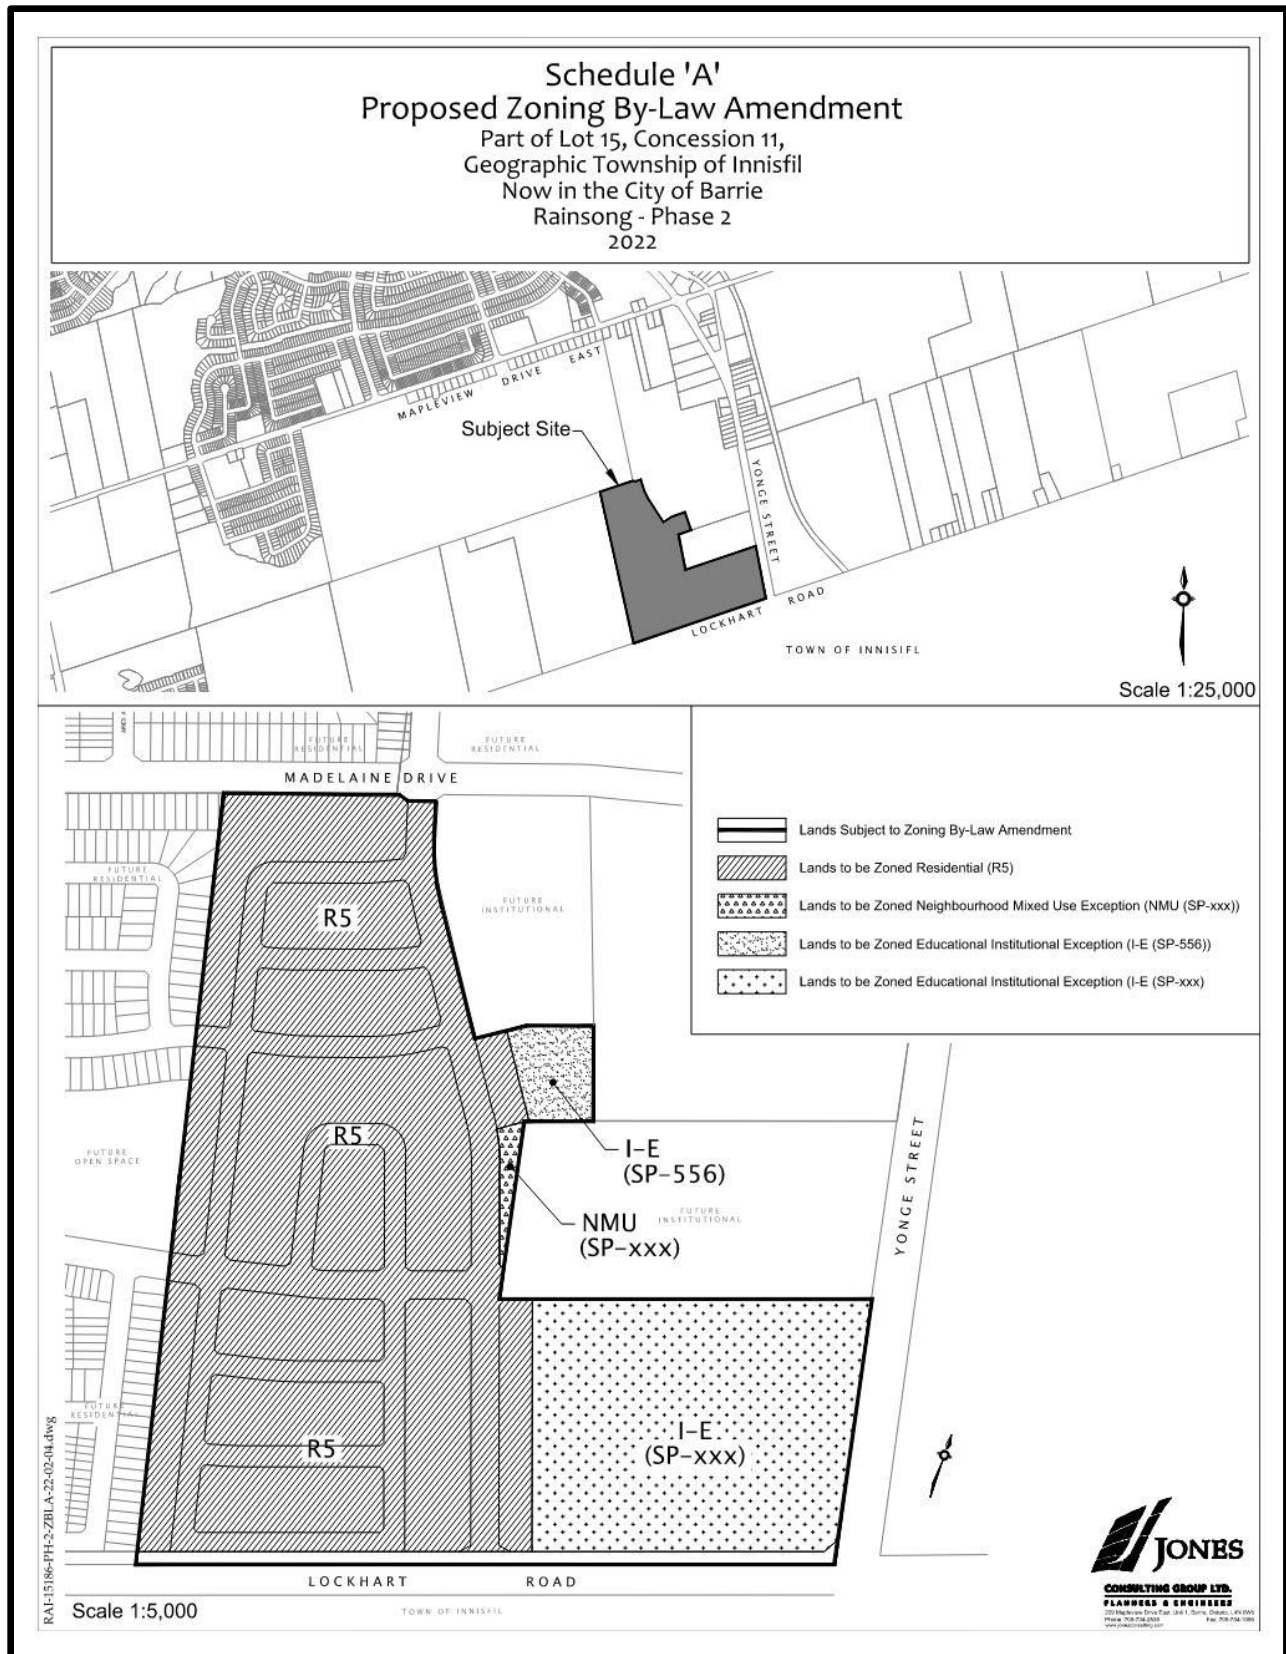 Schedule 'A'
Proposed Zoning By-Law Amendment
Part of Lot 15, Concession 11,
Geographic Township of Innisfil
Now in the City of Barrie
Rainsong - Phase 2
2022
MAPLEVIEW DRIVE EAST
Subject Site
YONGE STREET
LOCKHART ROAD
TOWN OF INNISIFL
Scale 1:25,000
FUTURE
RESIDENTIAL
FUTURE
RESIDENTIAL
MADELAINE DRIVE
Lands Subject to Zoning By-Law Amendment
Lands to be Zoned Residential (R5)
Lands to be Zoned Neighbourhood Mixed Use Exception (NMU (SP-xxx))
Lands to be Zoned Educational Institutional Exception (I-E (SP-556))
Lands to be Zoned Educational Institutional Exception (I-E (SP-xxx)
FUTURE
RESIDENTIAL
R5
FUTURE
INSTITUTIONAL
R5
I-E
(SP-556)
FUTURE
OPEN SPACE
NMU
(SP-xxx)
FUTURE
INSTITUTIONAL
YONGE STREET
FUTURE
RESIDENTIAL
R5
I-E
(SP-xxx)
LOCKHART ROAD
Scale 1:5,000
TOWN OF INNISFIL
RAI-15186-PH-2-ZBLA-22-02-04.dwg
JONES
CONSULTING GROUP LTD.
PLANNERS & ENGINEERS